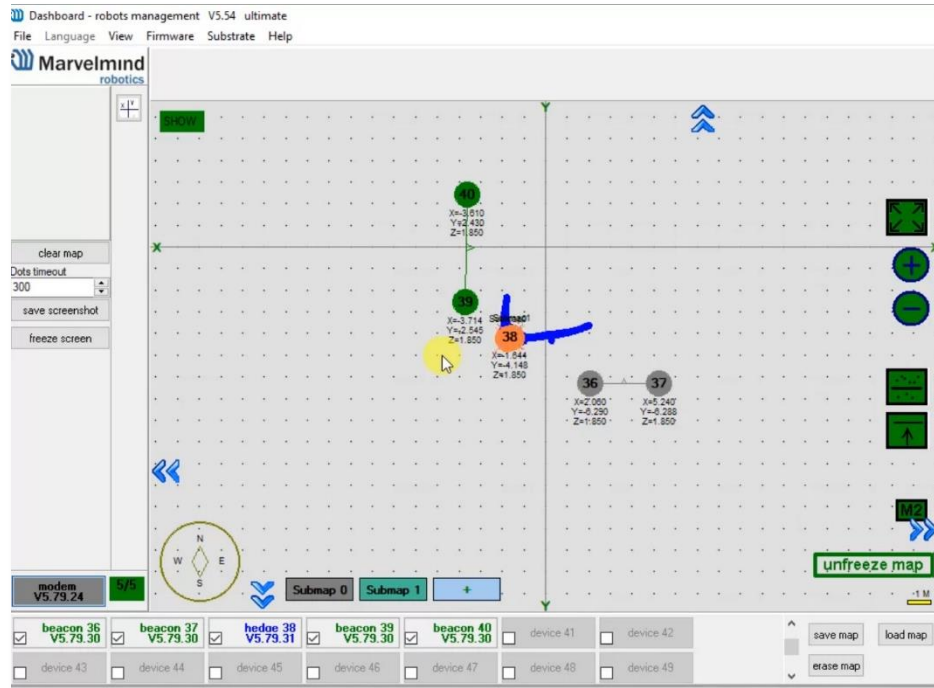 Dashboard - robots management V5.54 ultimate
File Language View Firmware Substrate Help
Marvelmind
robotics
X Y
SHOW
Y
40
X=-3.610
Y=2.430
Z=1.850
X
clear map
Dots timeout
300
save screenshot
freeze screen
39
X=-3.714
Y=-2.545
Z=1.850
38
X=-1.644
Y=-4.148
Z=1.850
36
X=2.060
Y=-6.290
Z=1.850
37
X=5.240
Y=-6.288
Z=1.850
M2
N
W E
S
unfreeze map
modem
V5.79.24
5/5
Submap 0
Submap 1
+
Y
-1 M
beacon 36
V5.79.30
beacon 37
V5.79.30
hedge 38
V5.79.31
beacon 39
V5.79.30
beacon 40
V5.79.30
device 41
device 42
save map
load map
device 43
device 44
device 45
device 46
device 47
device 48
device 49
erase map